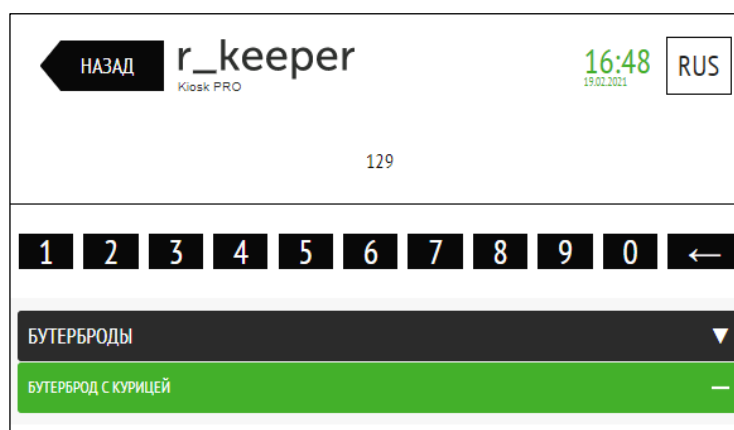 НАЗАД
r_keeper
Kiosk PRO
16:48
19.02.2021
RUS
129
1 2 3 4 5 6 7 8 9 0 ←
БУТЕРБРОДЫ ▼
БУТЕРБРОД С КУРИЦЕЙ —